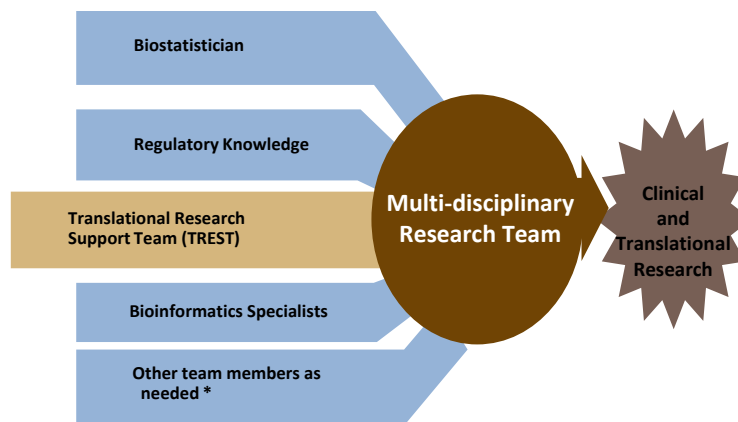 Biostatistician
Regulatory Knowledge
Translational Research
Support Team (TREST)
Bioinformatics Specialists
Other team members as
needed *
Multi-disciplinary
Research Team
Clinical
and
Translational
Research